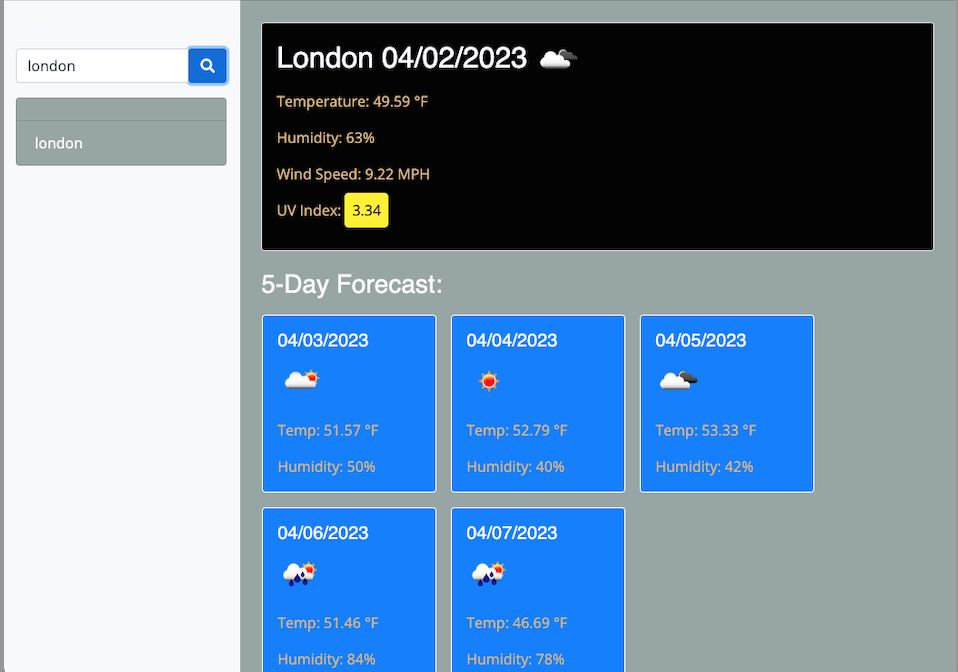 london
london
London 04/02/2023
Temperature: 49.59 °F
Humidity: 63%
Wind Speed: 9.22 MPH
UV Index: 3.34
5-Day Forecast:
04/03/2023
Temp: 51.57 °F
Humidity: 50%
04/04/2023
Temp: 52.79 °F
Humidity: 40%
04/05/2023
Temp: 53.33 °F
Humidity: 42%
04/06/2023
Temp: 51.46 °F
Humidity: 84%
04/07/2023
Temp: 46.69 °F
Humidity: 78%